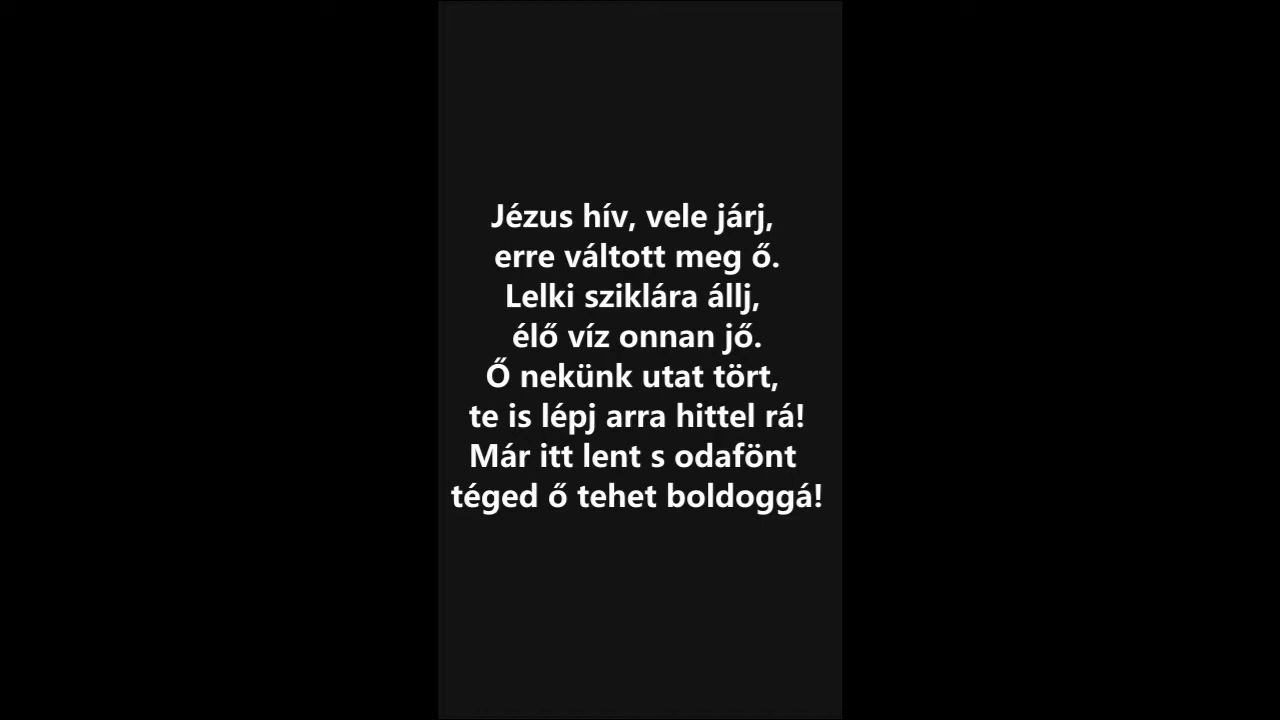 Jézus hív, vele járj,
erre váltott meg ő.
Lelki sziklára állj,
élő víz onnan jő.
Ő nekünk utat tört,
te is lépj arra hittel rá!
Már itt lent s odafönt
téged ő tehet boldoggá!